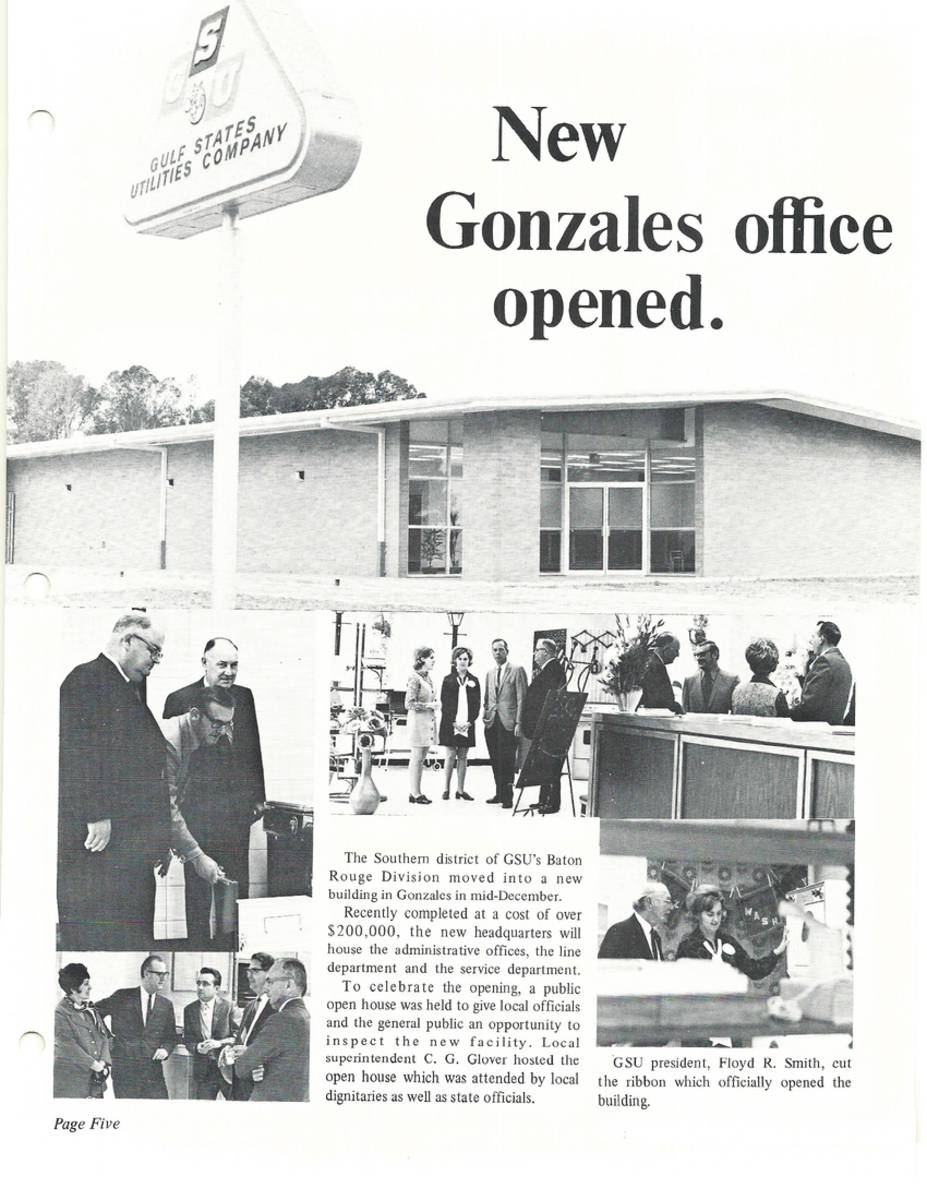 S
U U
GULF STATES
UTILITIES COMPANY
New
Gonzales office
opened.
The Southern district of GSU's Baton
Rouge Division moved into a new
building in Gonzales in mid-December.
Recently completed at a cost of over
$200,000, the new headquarters will
house the administrative offices, the line
department and the service department.
To celebrate the opening, a public
open house was held to give local officials
and the general public an opportunity to
inspect the new facility. Local
superintendent C. G. Glover hosted the
open house which was attended by local
dignitaries as well as state officials.
WASH
GSU president, Floyd R. Smith, cut
the ribbon which officially opened the
building.
Page Five